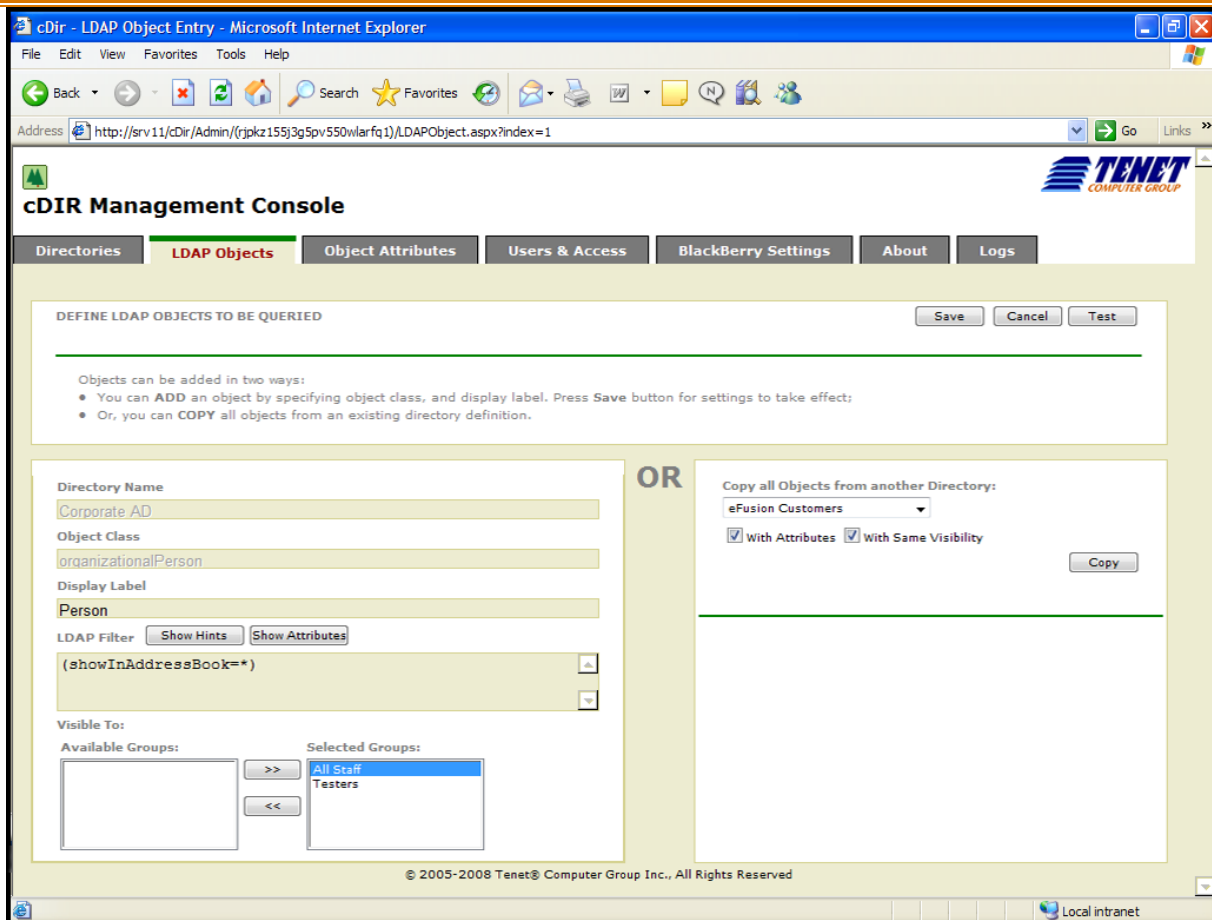 cDir - LDAP Object Entry - Microsoft Internet Explorer
File Edit View Favorites Tools Help
Back Search Favorites
Address http://srv11/cDir/Admin/(rjpkz155j3g5pv550wlarfq1)/LDAPObject.aspx?index=1 Go Links »
TENET
COMPUTER GROUP
cDIR Management Console
Directories LDAP Objects Object Attributes Users & Access BlackBerry Settings About Logs
DEFINE LDAP OBJECTS TO BE QUERIED Save Cancel Test
Objects can be added in two ways:
• You can ADD an object by specifying object class, and display label. Press Save button for settings to take effect;
• Or, you can COPY all objects from an existing directory definition.
Directory Name
Corporate AD
Object Class
organizationalPerson
Display Label
Person
LDAP Filter Show Hints Show Attributes
(showInAddressBook=*)
Visible To:
Available Groups: Selected Groups:
>> All Staff
Testers
<<
OR
Copy all Objects from another Directory:
eFusion Customers
With Attributes With Same Visibility
Copy
© 2005-2008 Tenet® Computer Group Inc., All Rights Reserved
Local intranet